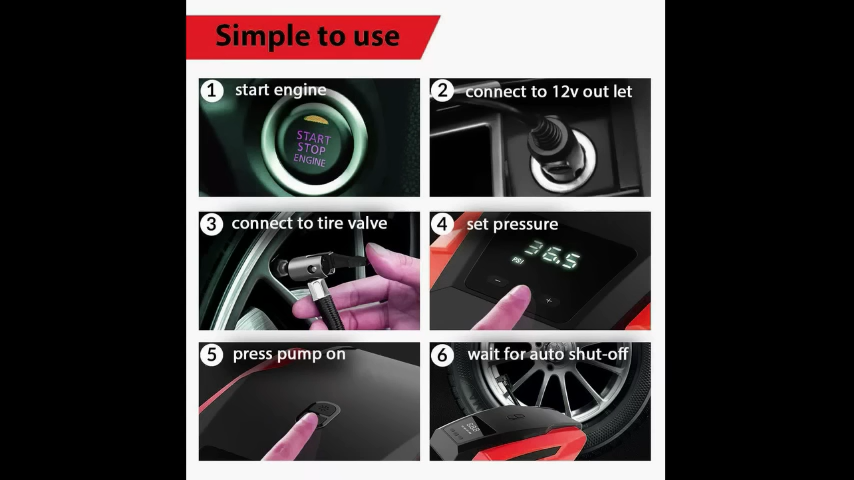 Simple to use
1 start engine
START
STOP
ENGINE
2 connect to 12v out let
3 connect to tire valve
4 set pressure
36.5
PSI
- +
5 press pump on
6 wait for auto shut-off